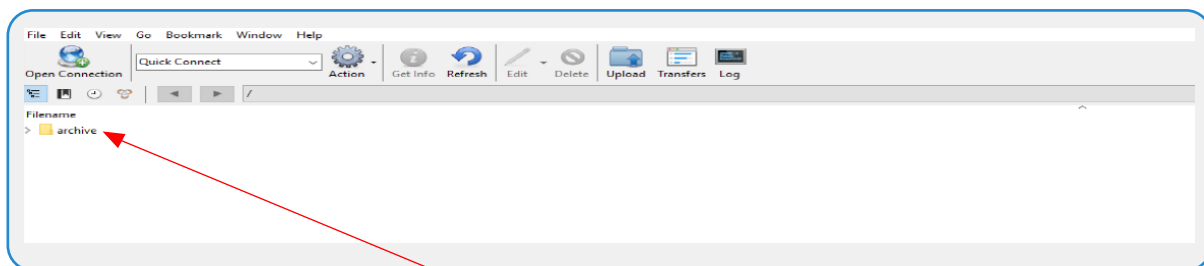 File Edit View Go Bookmark Window Help
Quick Connect
Open Connection Action Get Info Refresh Edit Delete Upload Transfers Log
/
Filename
archive